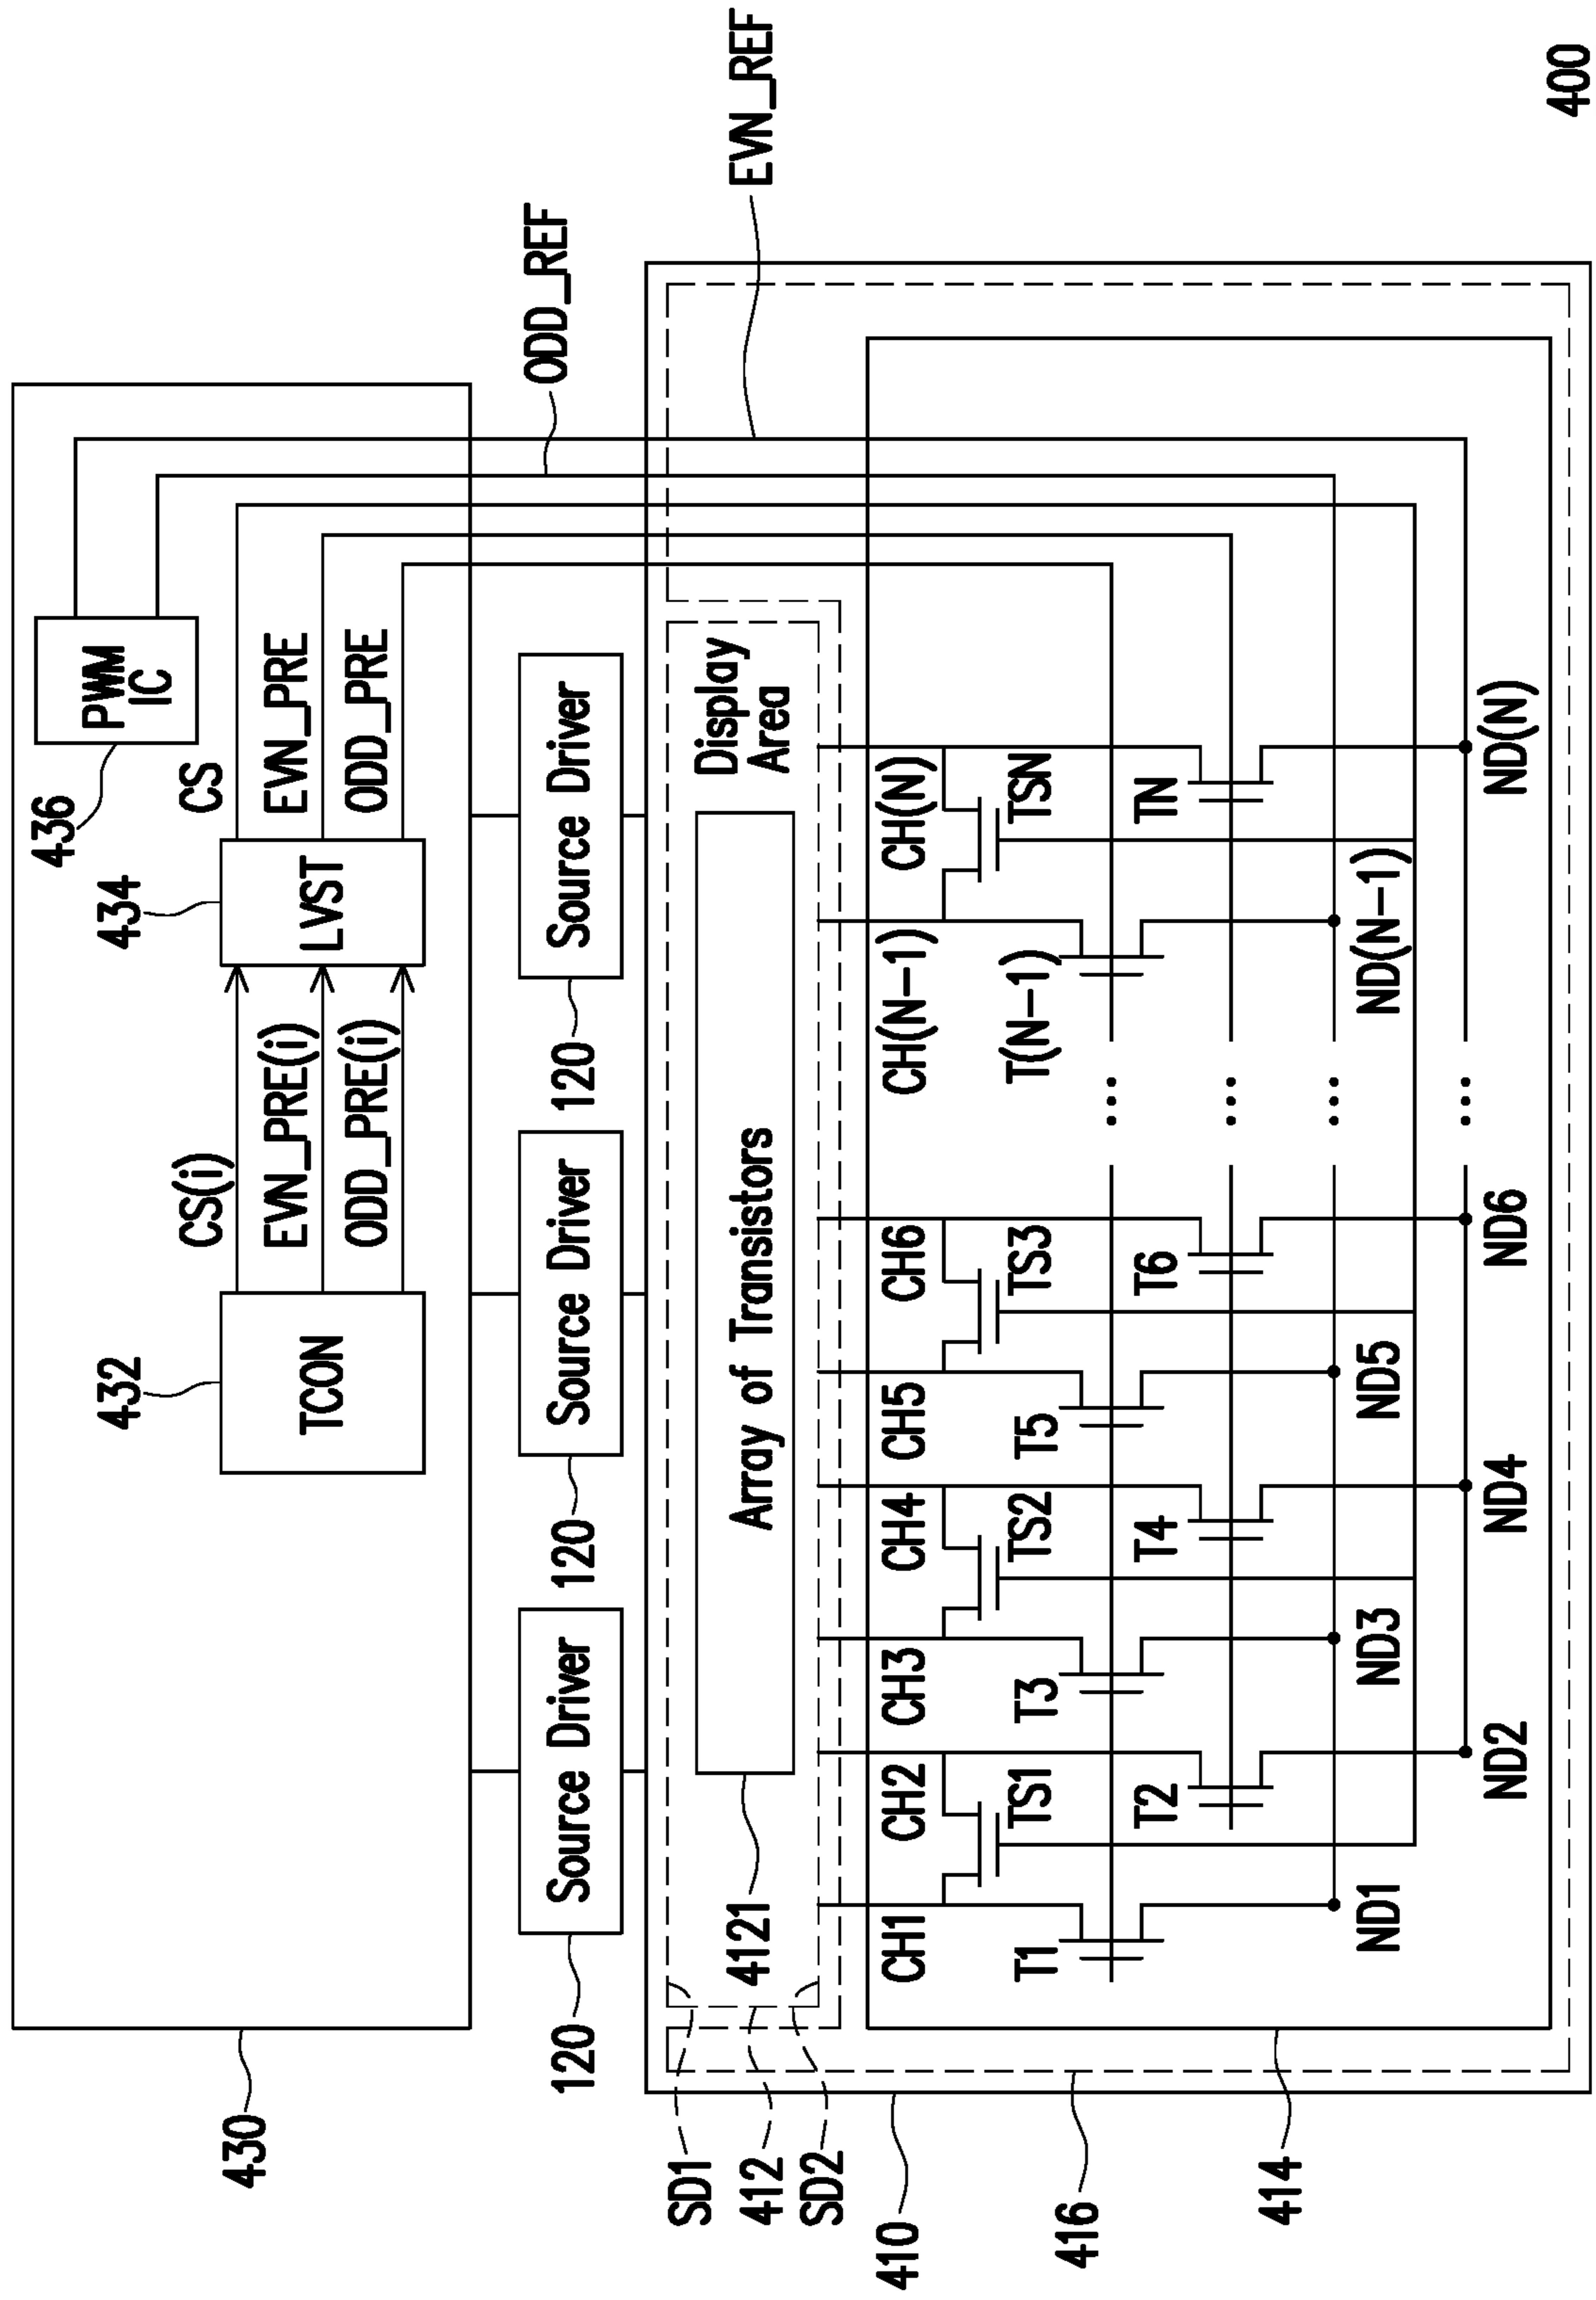 400
430
432
TCON
CS(i)
EVN_PRE(i)
ODD_PRE(i)
434
LVST
CS
EVN_PRE
ODD_PRE
436
PWM
IC
ODD_REF
EVN_REF
120
Source Driver
120
Source Driver
120
Source Driver
SD1
412
SD2
4121
Array of Transistors
Display
Area
410
416
414
CH1
CH2
CH3
CH4
CH5
CH6
CH(N-1)
CH(N)
TS1
TS2
TS3
TSN
T1
T3
T5
T(N-1)
T2
T4
T6
TN
...
...
...
...
ND1
ND3
ND5
ND(N-1)
ND2
ND4
ND6
ND(N)